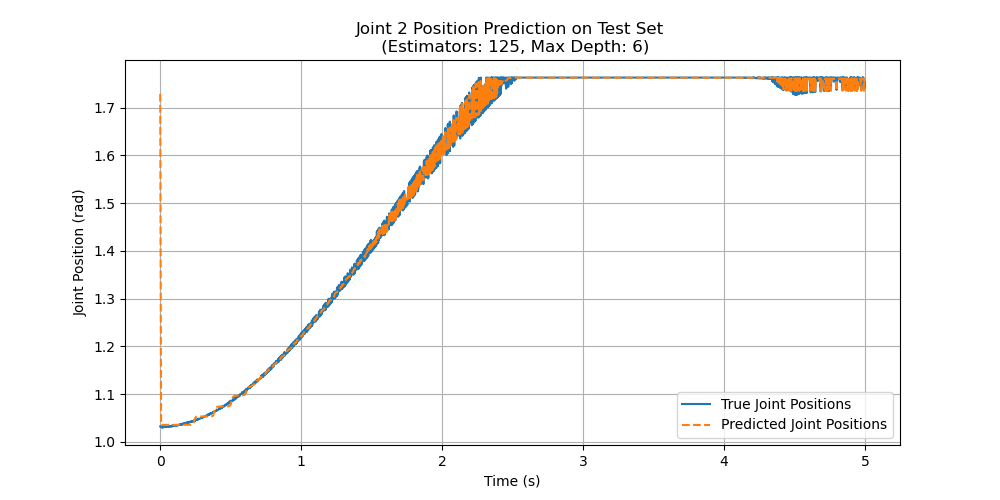 Joint 2 Position Prediction on Test Set
(Estimators: 125, Max Depth: 6)
Joint Position (rad)
1.7
1.6
1.5
1.4
1.3
1.2
1.1
1.0
0
1
2
3
4
5
Time (s)
True Joint Positions
Predicted Joint Positions